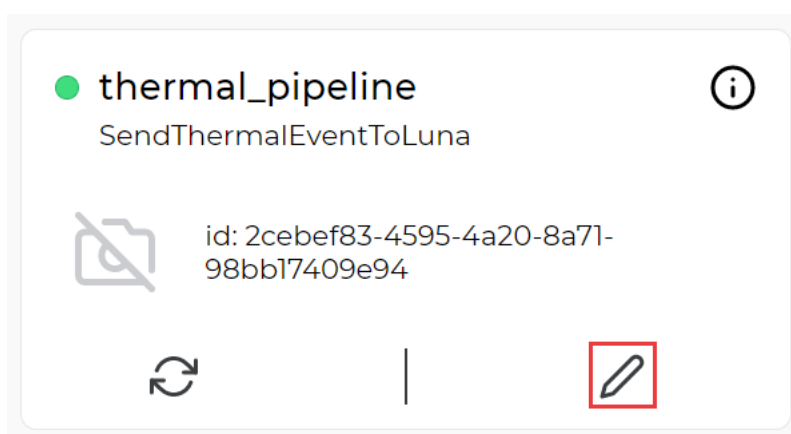 thermal_pipeline
SendThermalEventToLuna
id: 2cebef83-4595-4a20-8a71-
98bb17409e94